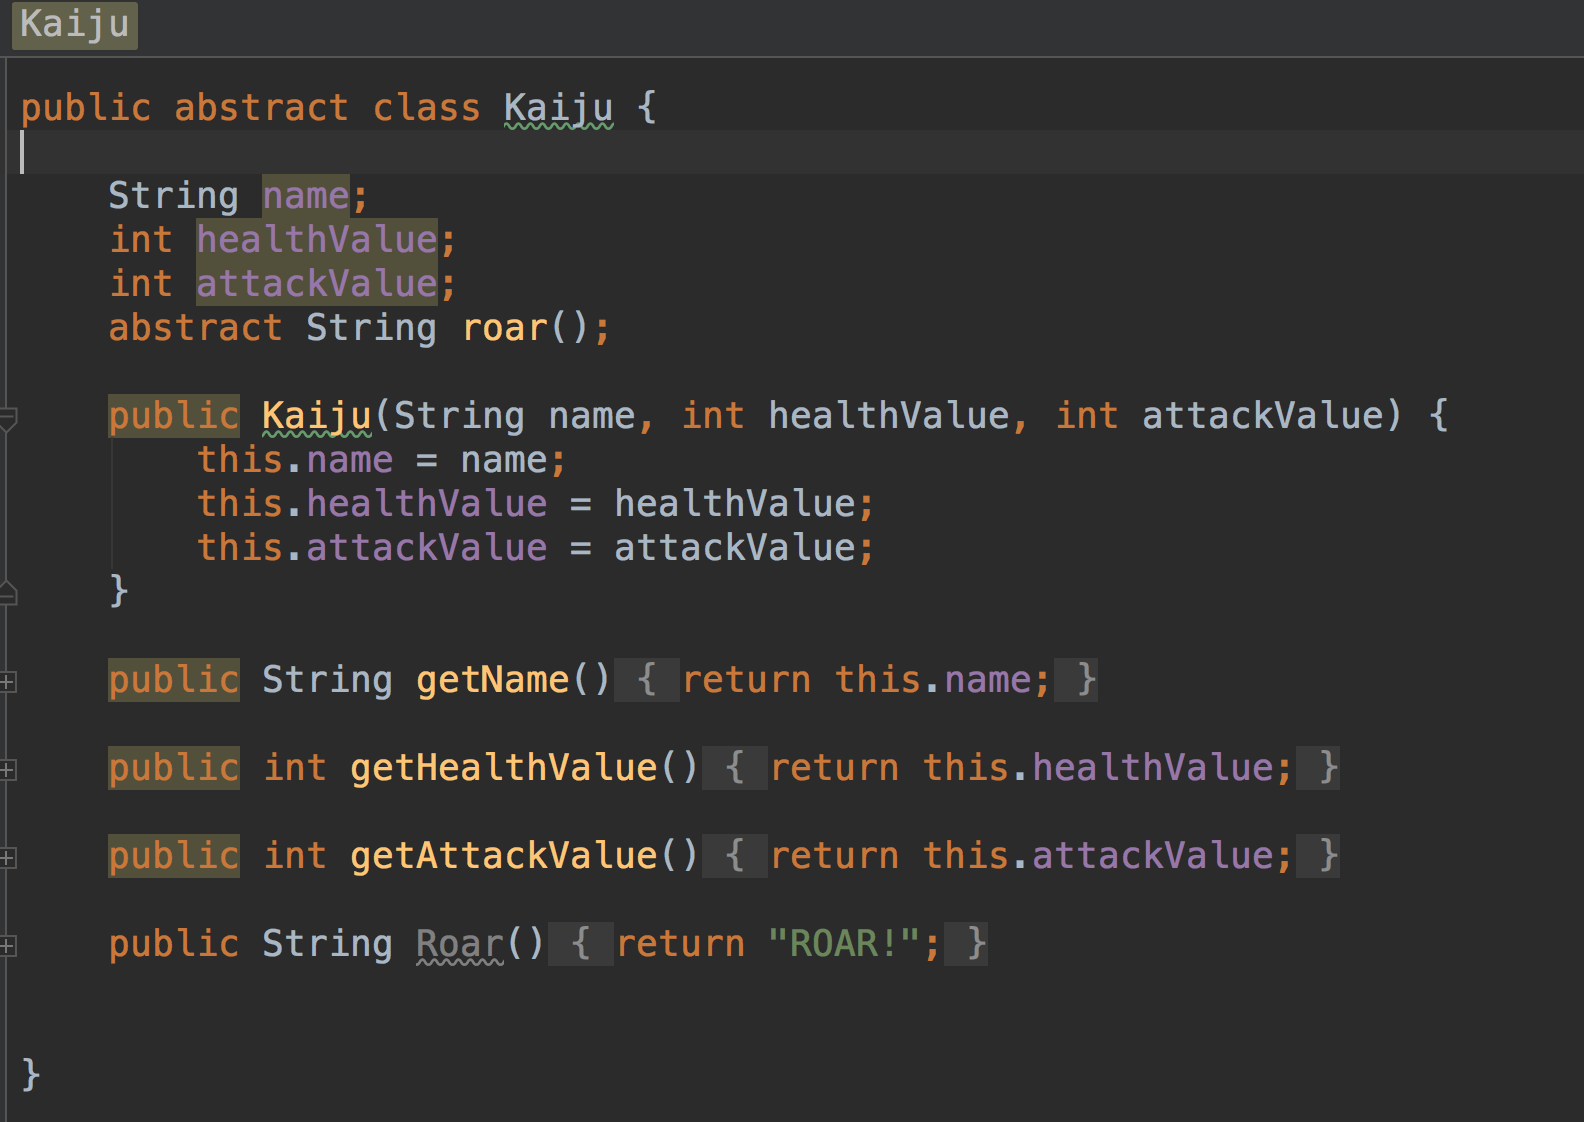 Kaiju
public abstract class Kaiju {
    String name;
    int healthValue;
    int attackValue;
    abstract String roar();
    public Kaiju(String name, int healthValue, int attackValue) {
        this.name = name;
        this.healthValue = healthValue;
        this.attackValue = attackValue;
    }
    public String getName() { return this.name; }
    public int getHealthValue() { return this.healthValue; }
    public int getAttackValue() { return this.attackValue; }
    public String Roar() { return "ROAR!"; }
}